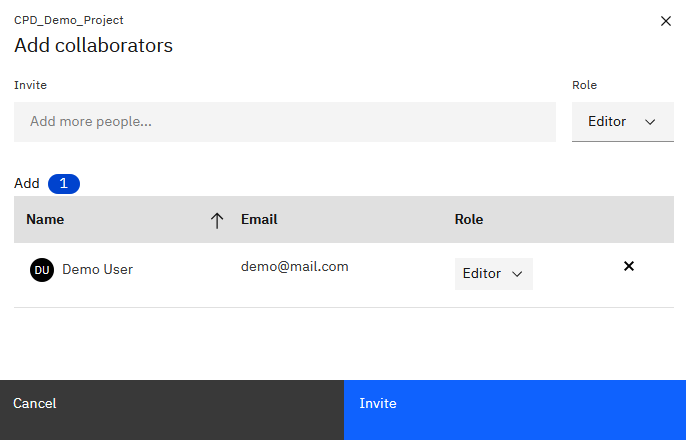 CPD_Demo_Project
Add collaborators
Invite Role
Add more people... Editor
Add 1
Name Email Role
DU Demo User demo@mail.com Editor
Cancel Invite